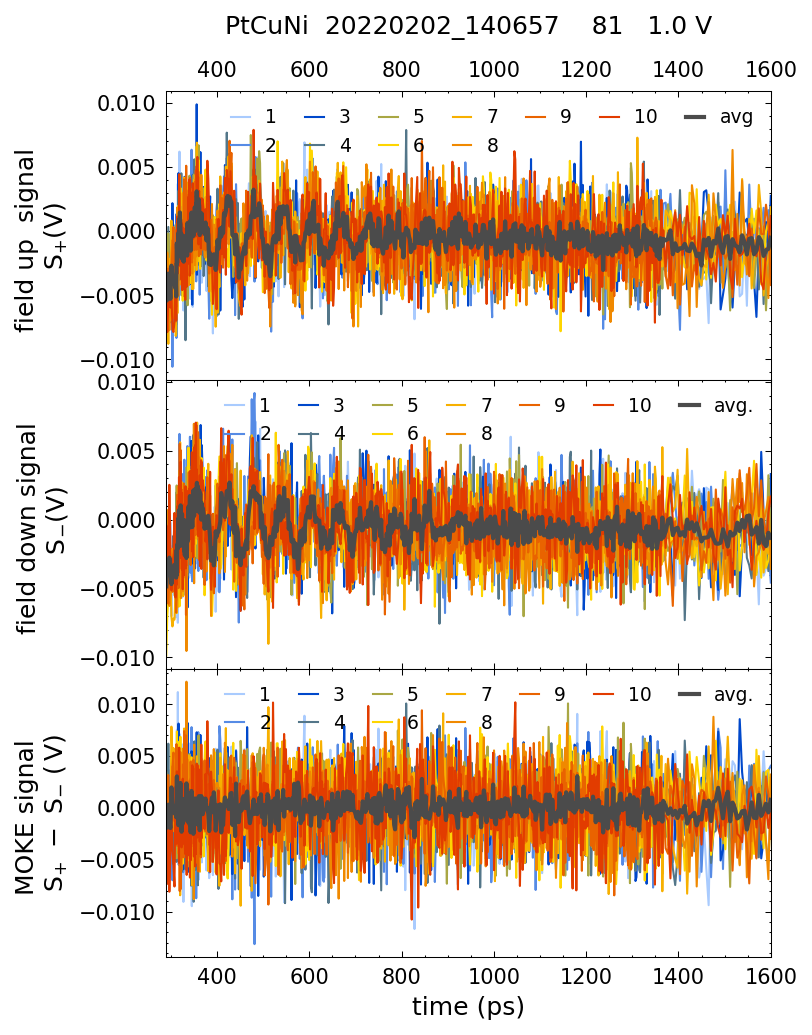 PtCuNi 20220202_140657 81 1.0 V
400 600 800 1000 1200 1400 1600
0.010
0.005
0.000
−0.005
−0.010
field up signal
S+(V)
1 3 5 7 9 10 avg
2 4 6 8
0.010
0.005
0.000
−0.005
−0.010
field down signal
S−(V)
1 3 5 7 9 10 avg.
2 4 6 8
0.010
0.005
0.000
−0.005
−0.010
MOKE signal
S+ − S− ( V)
1 3 5 7 9 10 avg.
2 4 6 8
400 600 800 1000 1200 1400 1600
time (ps)